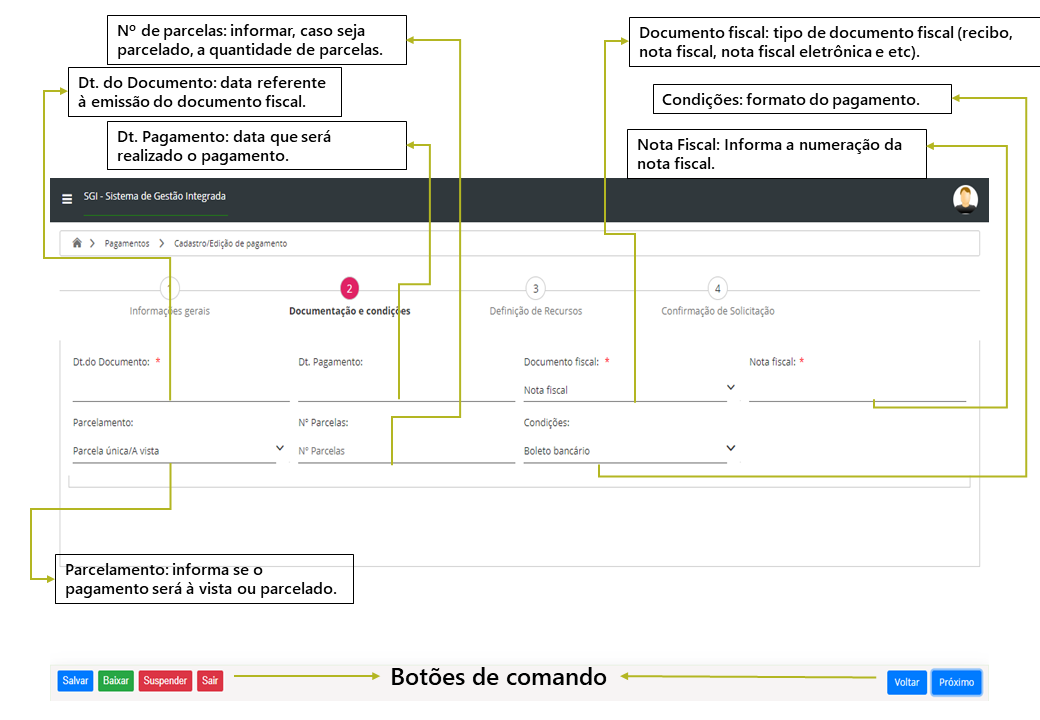 Nº de parcelas: informar, caso seja
parcelado, a quantidade de parcelas.
Documento fiscal: tipo de documento fiscal (recibo,
nota fiscal, nota fiscal eletrônica e etc).
Dt. do Documento: data referente
à emissão do documento fiscal.
Condições: formato do pagamento.
Dt. Pagamento: data que será
realizado o pagamento.
Nota Fiscal: Informa a numeração da
nota fiscal.
SGI - Sistema de Gestão Integrada
Pagamentos Cadastro/Edição de pagamento
1 2 3 4
Informações gerais Documentação e condições Definição de Recursos Confirmação de Solicitação
Dt.do Documento: * Dt. Pagamento: Documento fiscal: * Nota fiscal: *
Nota fiscal
Parcelamento: Nº Parcelas: Condições:
Parcela única/A vista Nº Parcelas Boleto bancário
Parcelamento: informa se o
pagamento será à vista ou parcelado.
Salvar Baixar Suspender Sair Botões de comando Voltar Próximo